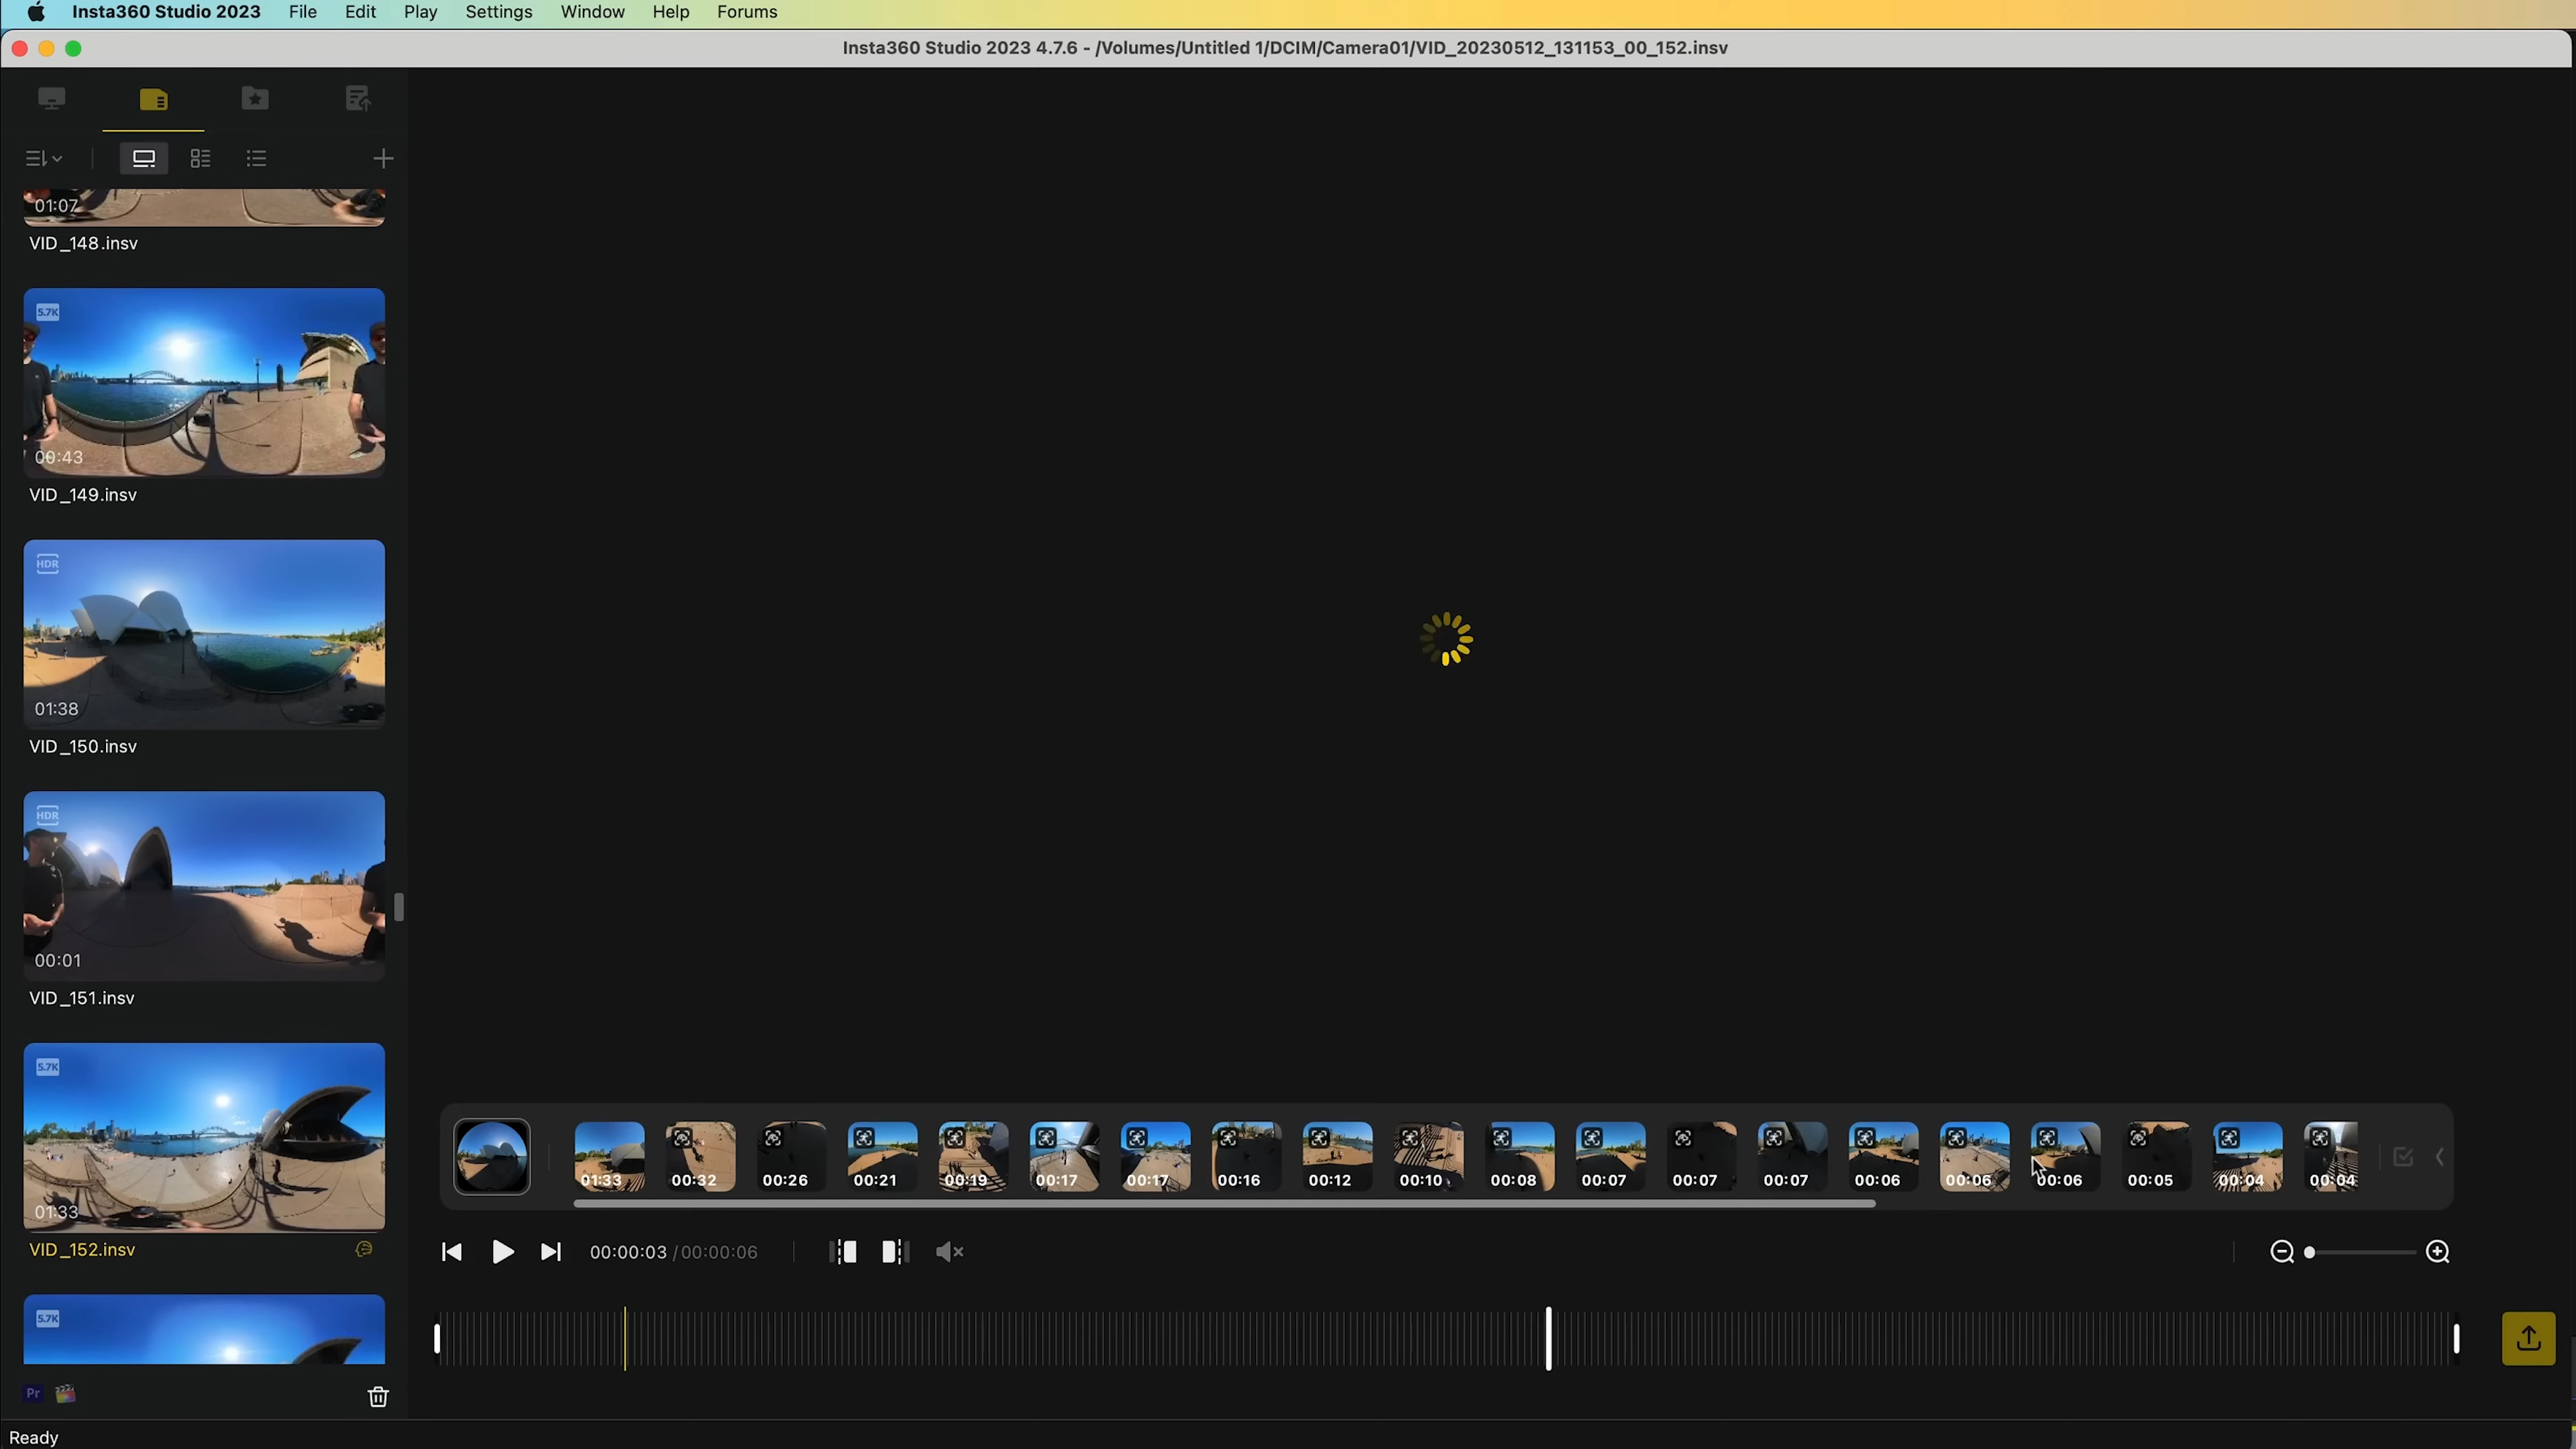 Insta360 Studio 2023 File Edit Play Settings Window Help Forums
Insta360 Studio 2023 4.7.6 - /Volumes/Untitled 1/DCIM/Camera01/VID_20230512_131153_00_152.insv
01:07
VID_148.insv
5.7K
00:43
VID_149.insv
HDR
01:38
VID_150.insv
HDR
00:01
VID_151.insv
5.7K
01:33
VID_152.insv
5.7K
01:33 00:32 00:26 00:21 00:19 00:17 00:17 00:16 00:12 00:10 00:08 00:07 00:07 00:07 00:06 00:06 00:06 00:05 00:04 00:04
00:00:03 / 00:00:06
Pr
Ready